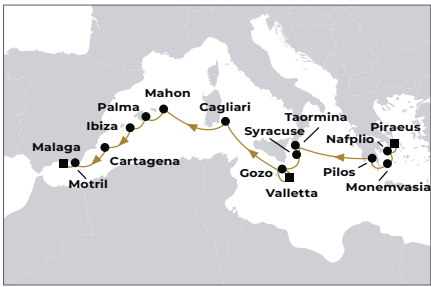 Mahon
Palma
Cagliari
Taormina
Ibiza
Syracuse
Piraeus
Nafplio
Malaga
Cartagena
Gozo
Pilos
Motril
Valletta
Monemvasia